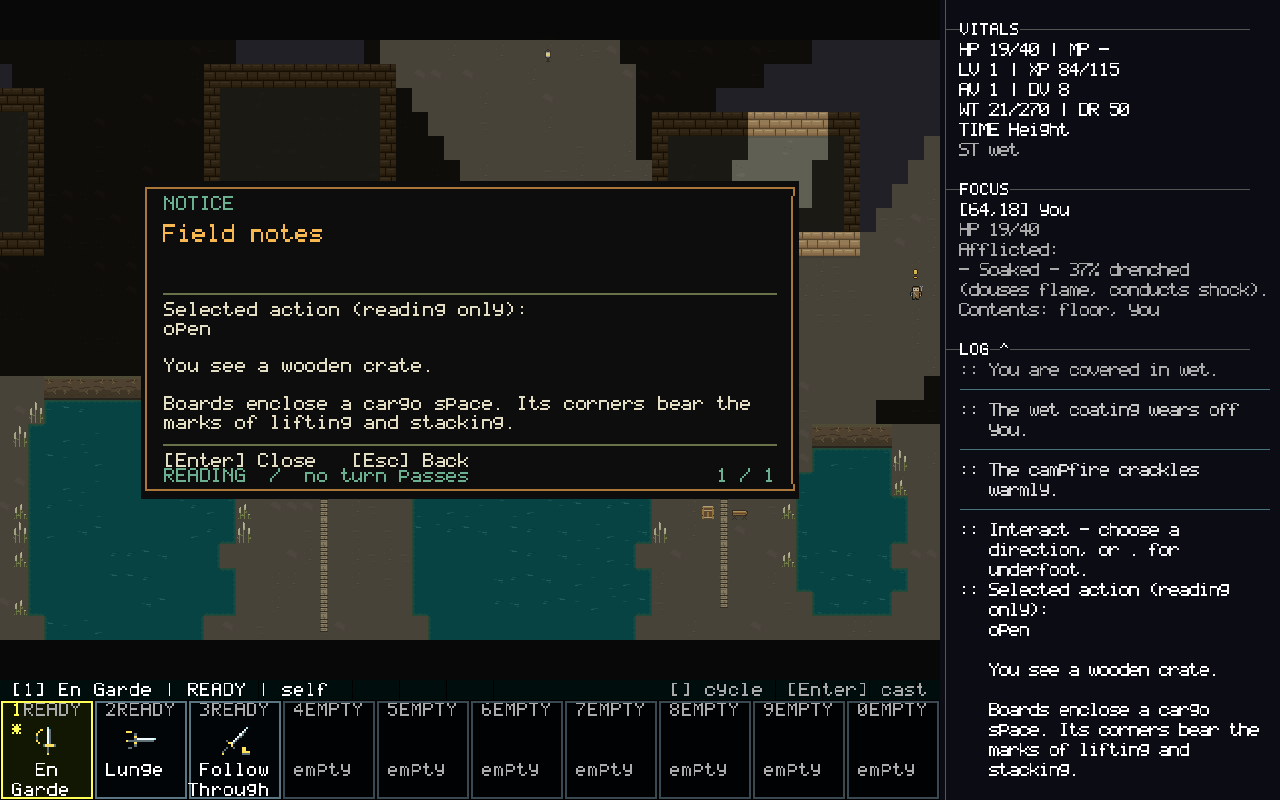 VITALS
HP 19/40 | MP -
LV 1 | XP 84/115
AV 1 | DV 8
WT 21/270 | DR 50
TIME Height
ST wet
FOCUS
[64,18] You
HP 19/40
Afflicted:
- Soaked - 37% drenched
(douses flame, conducts shock).
Contents: floor, You
LOG ^
:: You are covered in wet.
:: The wet coating wears off
you.
:: The campfire crackles
warmly.
:: Interact - choose a
direction, or . for
underfoot.
:: Selected action (reading
only):
open
You see a wooden crate.
Boards enclose a cargo
space. Its corners bear the
marks of lifting and
stacking.
NOTICE
Field notes
Selected action (reading only):
open
You see a wooden crate.
Boards enclose a cargo space. Its corners bear the
marks of lifting and stacking.
[Enter] Close [Esc] Back
READING / no turn passes 1 / 1
[1] En Garde | READY | self [] cycle [Enter] cast
1READY 2READY 3READY 4EMPTY 5EMPTY 6EMPTY 7EMPTY 8EMPTY 9EMPTY 0EMPTY
*
En Garde
Lunge
Follow Through
empty empty empty empty empty empty empty